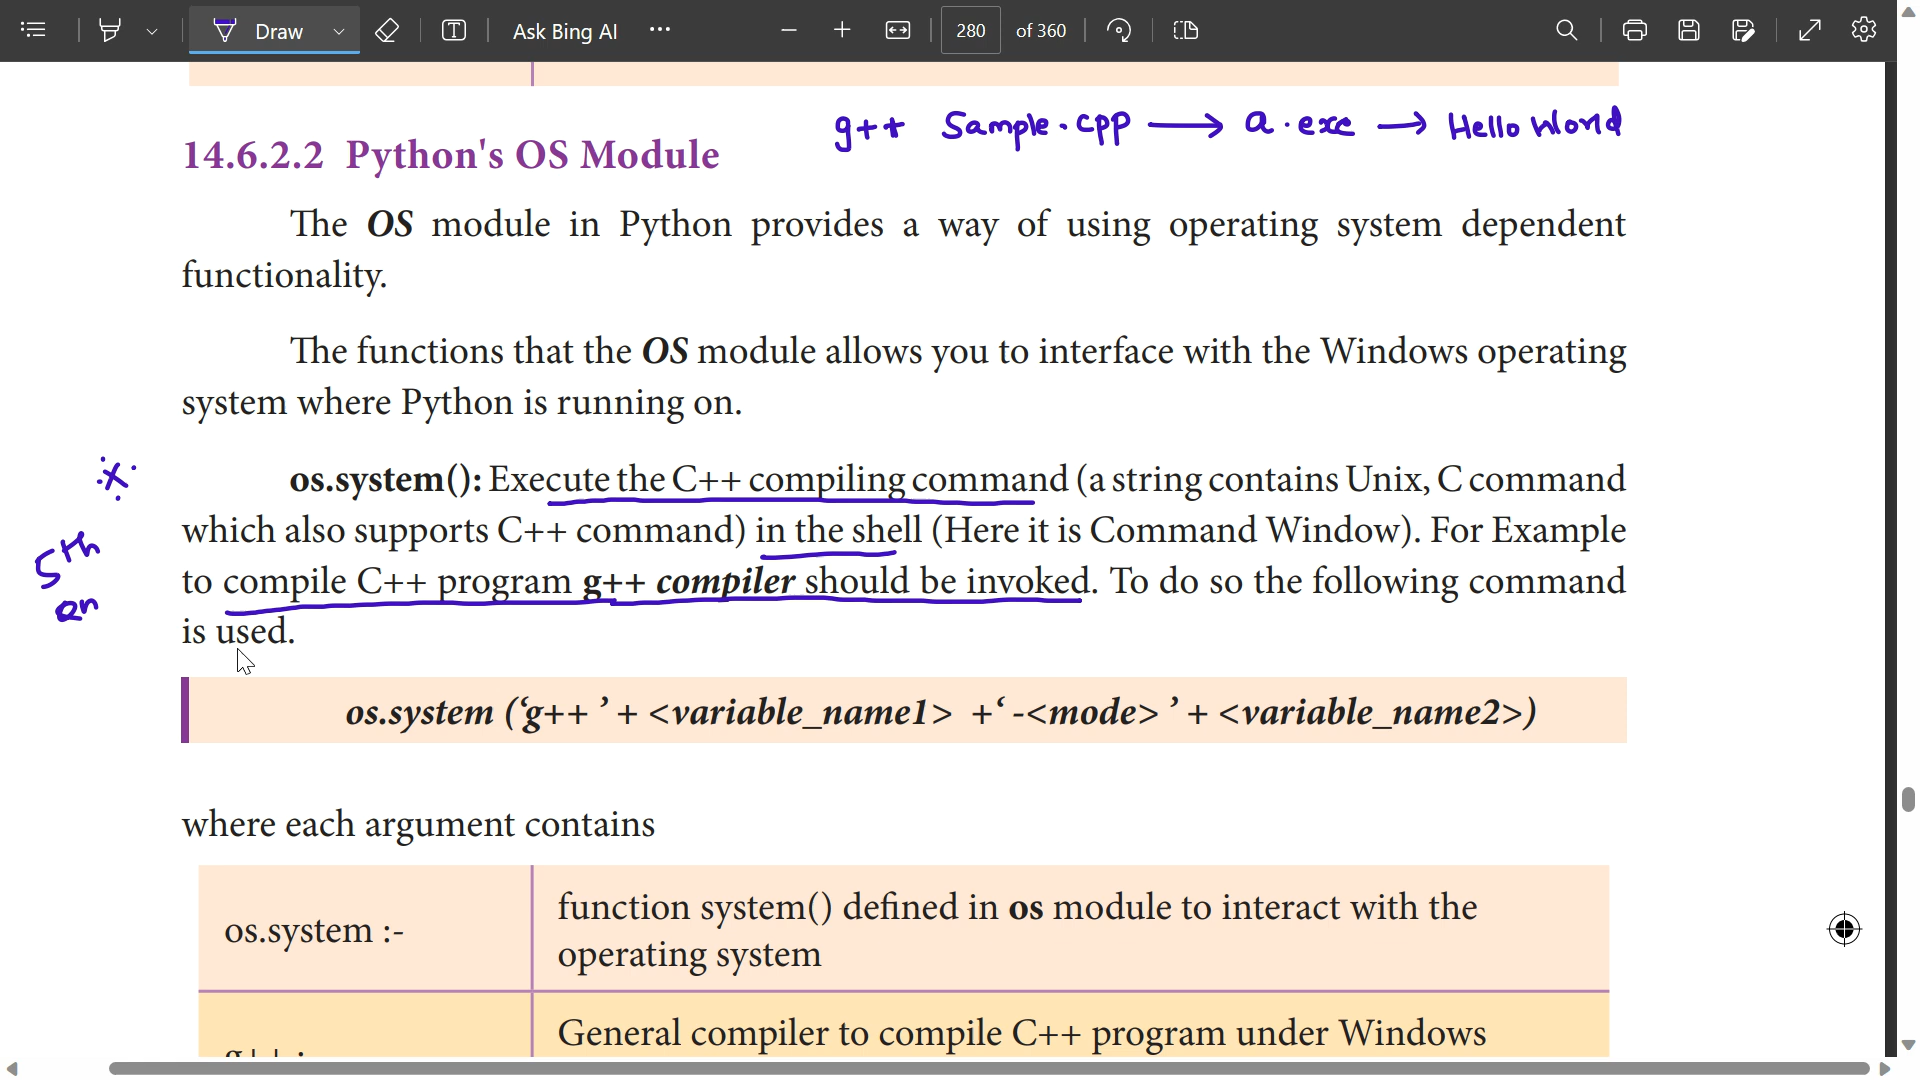 Draw
Ask Bing AI
280 of 360
g++ Sample.cpp → a.exe → Hello World
14.6.2.2 Python's OS Module
The OS module in Python provides a way of using operating system dependent
functionality.
The functions that the OS module allows you to interface with the Windows operating
system where Python is running on.
os.system(): Execute the C++ compiling command (a string contains Unix, C command
which also supports C++ command) in the shell (Here it is Command Window). For Example
to compile C++ program g++ compiler should be invoked. To do so the following command
is used.
5th
en
os.system (‘g++ ’ + <variable_name1> +‘ -<mode> ’ + <variable_name2>)
where each argument contains
os.system :-
function system() defined in os module to interact with the
operating system
General compiler to compile C++ program under Windows